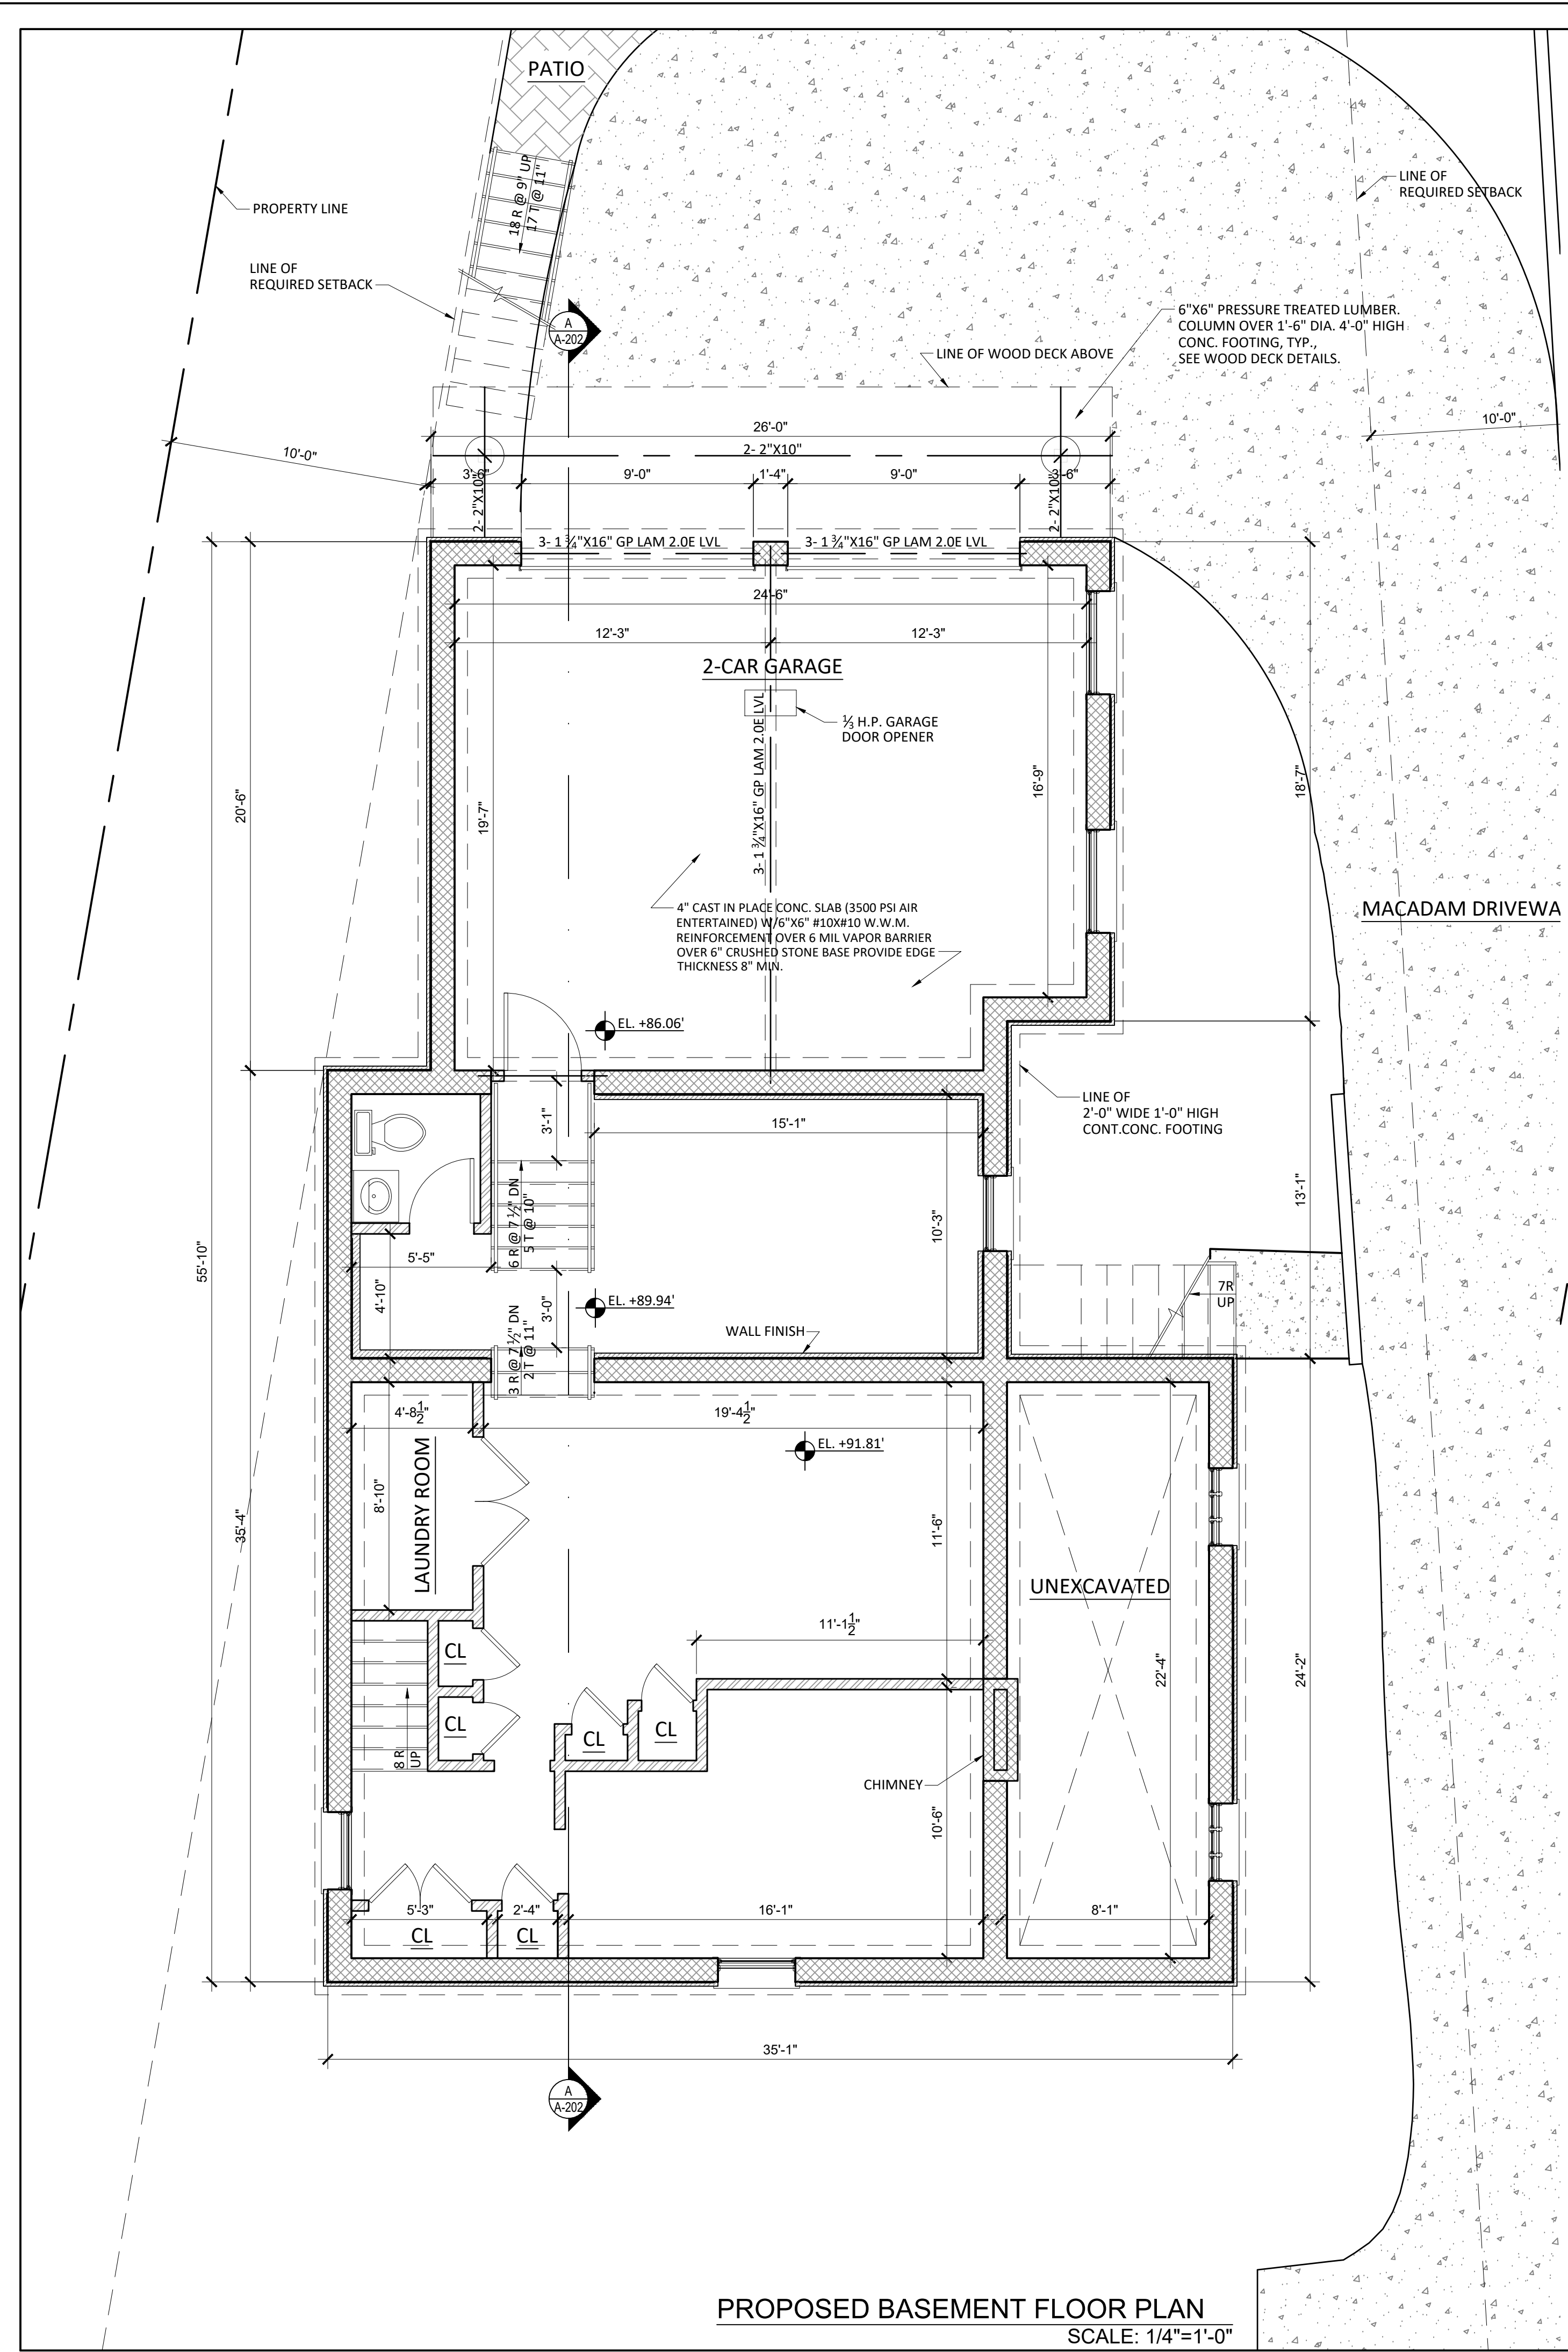 PATIO
18 R @ 9" UP
17 T @ 11"
PROPERTY LINE
LINE OF
REQUIRED SETBACK
LINE OF
REQUIRED SETBACK
A
A-202
6"X6" PRESSURE TREATED LUMBER.
COLUMN OVER 1'-6" DIA. 4'-0" HIGH
CONC. FOOTING, TYP.,
SEE WOOD DECK DETAILS.
LINE OF WOOD DECK ABOVE
10'-0"
10'-0"
26'-0"
2- 2"X10"
3'-6"
9'-0"
1'-4"
9'-0"
3'-6"
2- 2"X10"
2- 2"X10"
3- 1 3/4"X16" GP LAM 2.0E LVL
3- 1 3/4"X16" GP LAM 2.0E LVL
24'-6"
12'-3"
12'-3"
2-CAR GARAGE
1/3 H.P. GARAGE
DOOR OPENER
3- 1 3/4"X16" GP LAM 2.0E LVL
20'-6"
19'-7"
16'-9"
18'-7"
4" CAST IN PLACE CONC. SLAB (3500 PSI AIR
ENTERTAINED) W/6"X6" #10X#10 W.W.M.
REINFORCEMENT OVER 6 MIL VAPOR BARRIER
OVER 6" CRUSHED STONE BASE PROVIDE EDGE
THICKNESS 8" MIN.
MACADAM DRIVEWA
EL. +86.06'
LINE OF
2'-0" WIDE 1'-0" HIGH
CONT.CONC. FOOTING
3'-1"
15'-1"
6 R @ 7 1/2" DN
5 T @ 10"
10'-3"
13'-1"
55'-10"
5'-5"
4'-10"
EL. +89.94'
3'-0"
3 R @ 7 1/2" DN
2 T @ 11"
WALL FINISH
7R
UP
4'-8 1/2"
19'-4 1/2"
EL. +91.81'
LAUNDRY ROOM
8'-10"
35'-4"
11'-6"
UNEXCAVATED
11'-1 1/2"
22'-4"
24'-2"
CL
CL
CL
CL
8 R
UP
CHIMNEY
10'-6"
5'-3"
2'-4"
16'-1"
8'-1"
CL
CL
35'-1"
A
A-202
PROPOSED BASEMENT FLOOR PLAN
SCALE: 1/4"=1'-0"